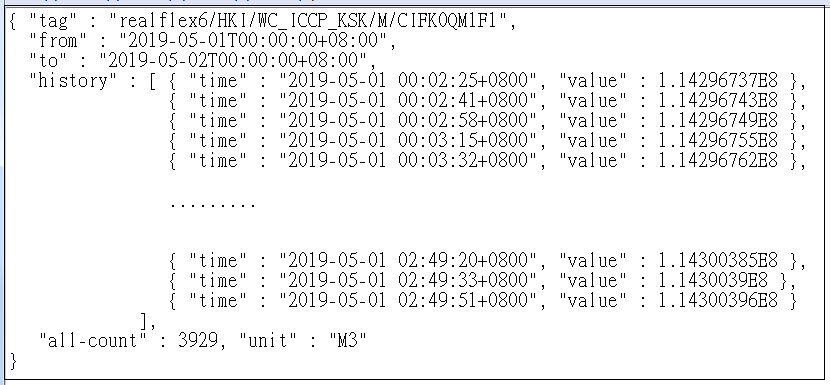 { "tag" : "realflex6/HKI/WC_ICCP_KSK/M/CIFK0QM1F1",
"from" : "2019-05-01T00:00:00+08:00",
"to" : "2019-05-02T00:00:00+08:00",
"history" : [ { "time" : "2019-05-01 00:02:25+0800", "value" : 1.14296737E8 },
{ "time" : "2019-05-01 00:02:41+0800", "value" : 1.14296743E8 },
{ "time" : "2019-05-01 00:02:58+0800", "value" : 1.14296749E8 },
{ "time" : "2019-05-01 00:03:15+0800", "value" : 1.14296755E8 },
{ "time" : "2019-05-01 00:03:32+0800", "value" : 1.14296762E8 },
.........
{ "time" : "2019-05-01 02:49:20+0800", "value" : 1.14300385E8 },
{ "time" : "2019-05-01 02:49:33+0800", "value" : 1.1430039E8 },
{ "time" : "2019-05-01 02:49:51+0800", "value" : 1.14300396E8 }
],
"all-count" : 3929, "unit" : "M3"
}